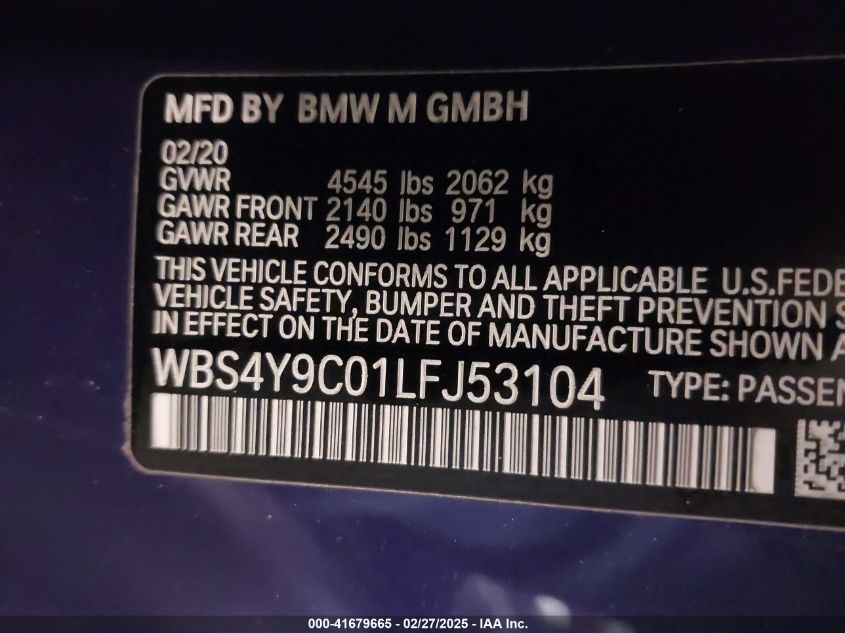 MFD BY BMW M GMBH
02/20
GVWR 4545 lbs 2062 kg
GAWR FRONT 2140 lbs 971 kg
GAWR REAR 2490 lbs 1129 kg
THIS VEHICLE CONFORMS TO ALL APPLICABLE U.S.FEDE
VEHICLE SAFETY, BUMPER AND THEFT PREVENTION S
IN EFFECT ON THE DATE OF MANUFACTURE SHOWN A
WBS4Y9C01LFJ53104 TYPE: PASSEN
000-41679665 - 02/27/2025 - IAA Inc.